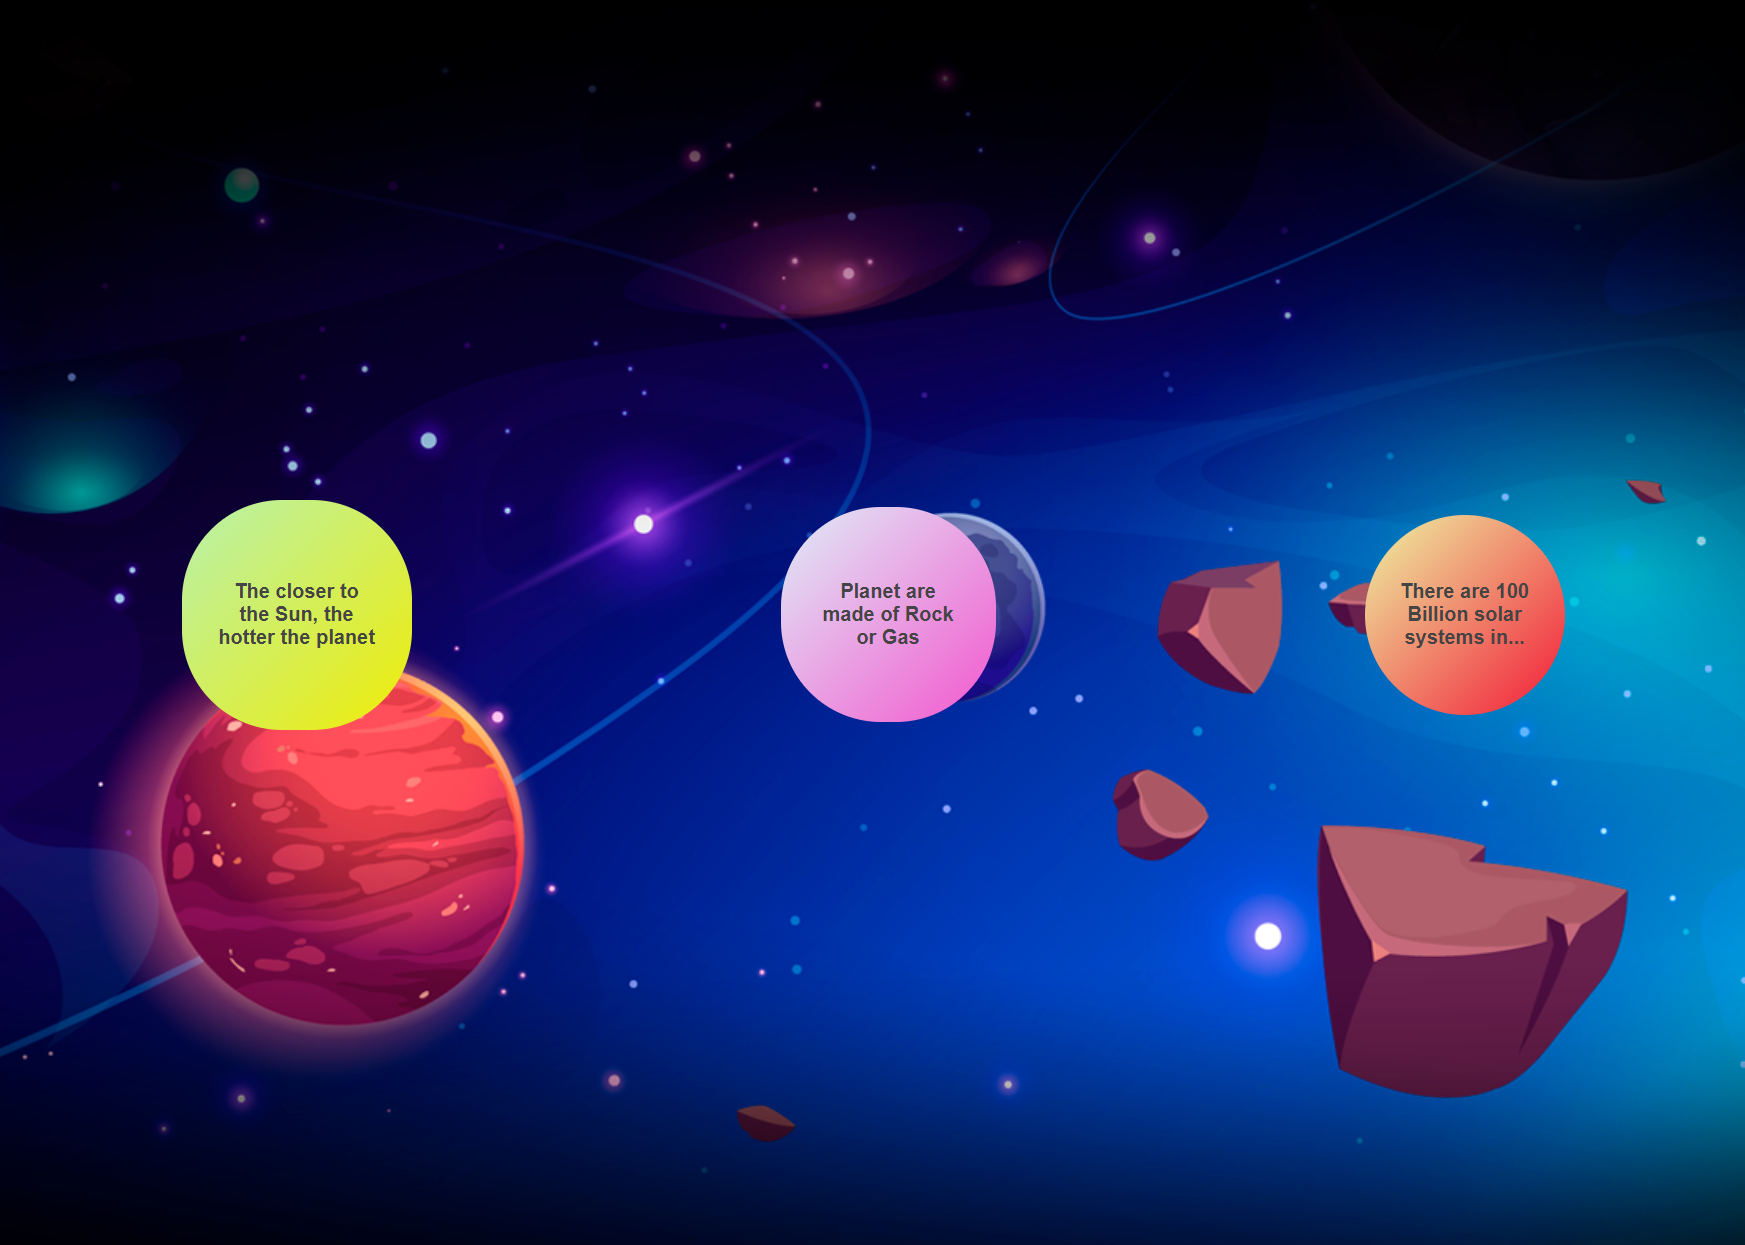 The closer to
the Sun, the
hotter the planet
Planet are
made of Rock
or Gas
There are 100
Billion solar
systems in...